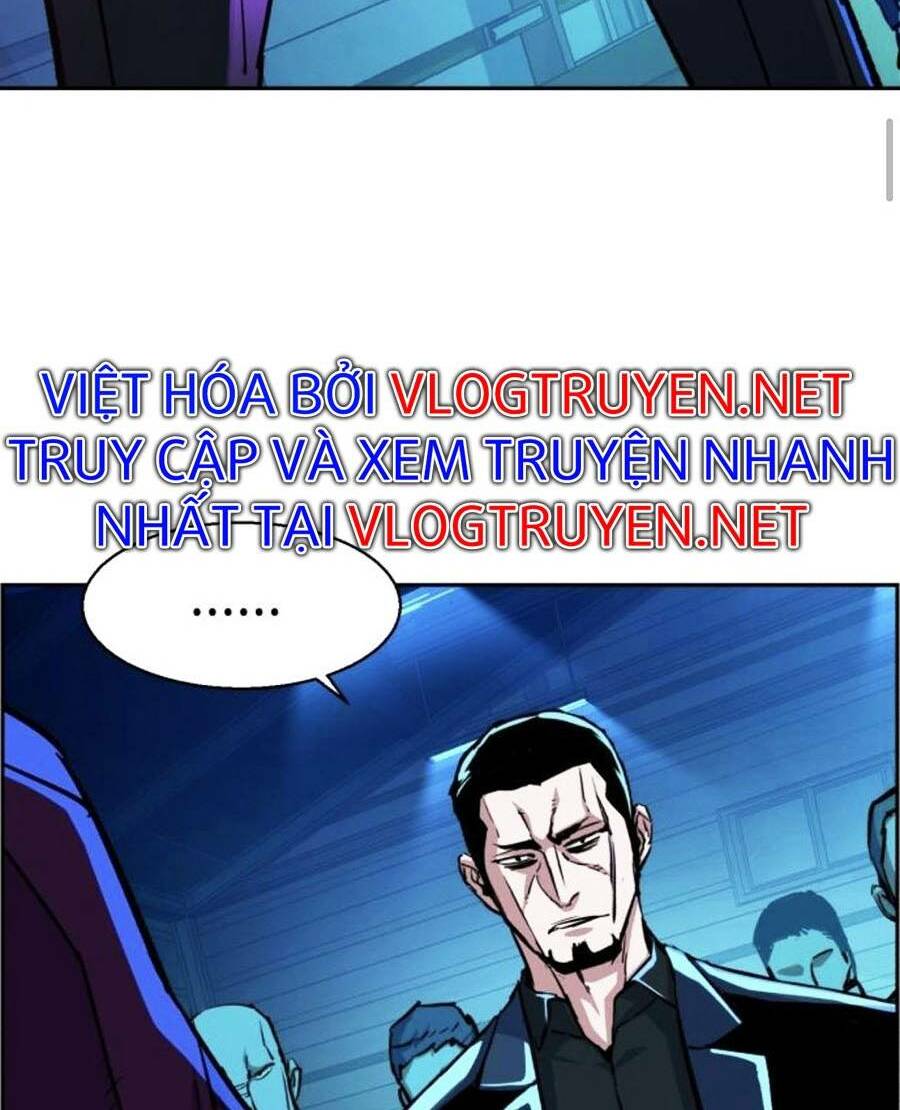 VIỆT HÓA BỞI VLOGTRUYEN.NET
TRUY CẬP VÀ XEM TRUYỆN NHANH
NHẤT TẠI VLOGTRUYEN.NET
......